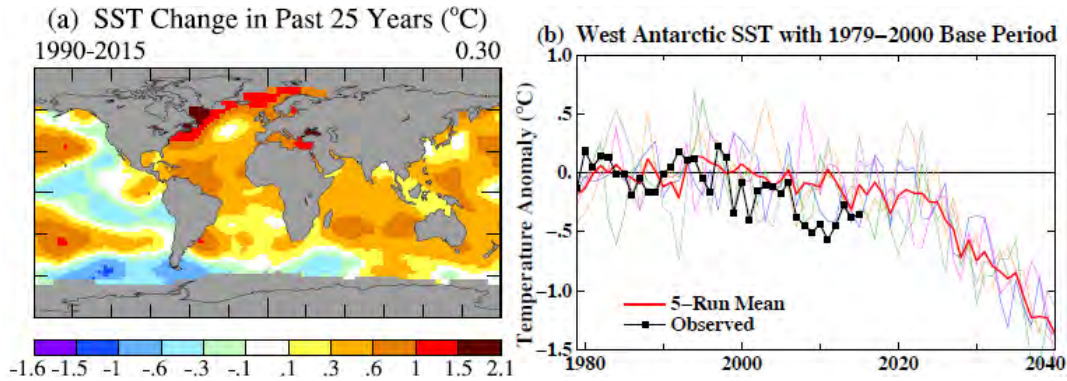 (a) SST Change in Past 25 Years (°C)
1990-2015 0.30
-1.6 -1.5 -1 -.6 -.3 -.1 .1 .3 .6 1 1.5 2.1
(b) West Antarctic SST with 1979−2000 Base Period
Temperature Anomaly (°C)
1.0
.5
0.
−.5
−1.0
−1.5
5−Run Mean
Observed
1980 2000 2020 2040